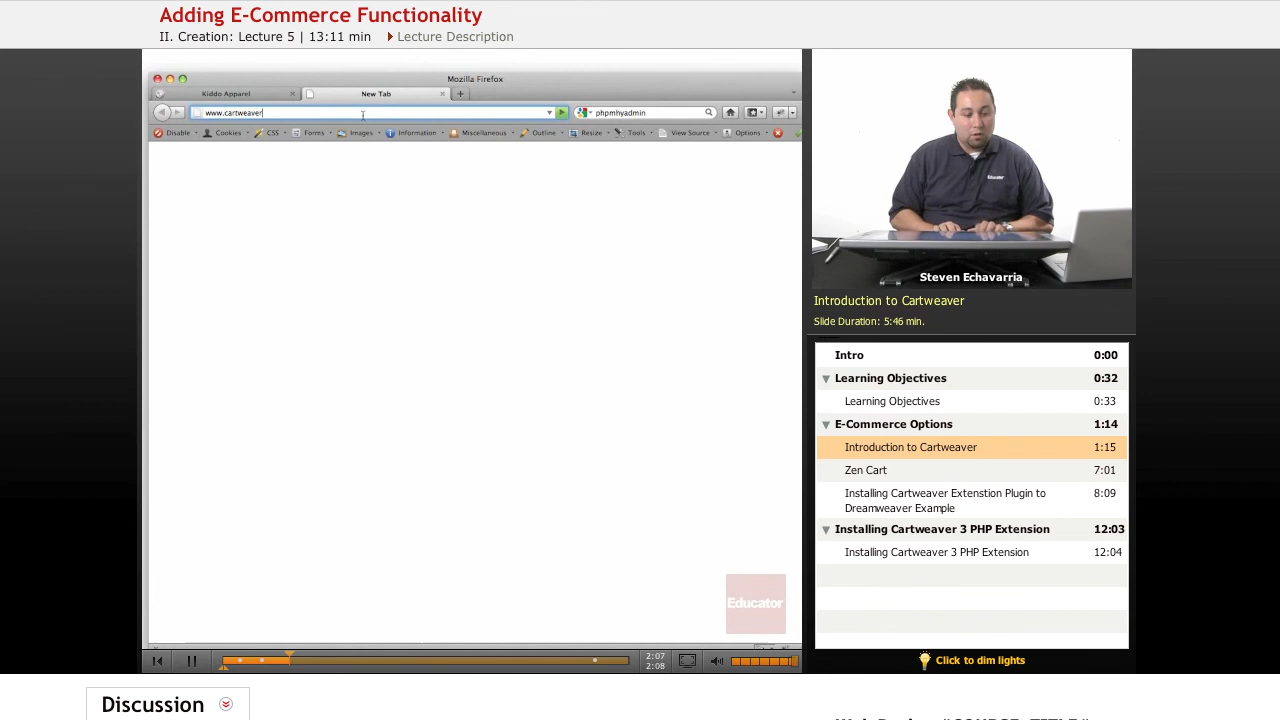 Adding E-Commerce Functionality
II. Creation: Lecture 5 | 13:11 min
Lecture Description
Mozilla Firefox
Kiddo Apparel
New Tab
www.cartweaver
phpmhyadmin
Disable Cookies CSS Forms Images Information Miscellaneous Outline Resize Tools View Source Options
Educator
Steven Echavarria
Introduction to Cartweaver
Slide Duration: 5:46 min.
Intro 0:00
Learning Objectives 0:32
Learning Objectives 0:33
E-Commerce Options 1:14
Introduction to Cartweaver 1:15
Zen Cart 7:01
Installing Cartweaver Extenstion Plugin to 8:09
Dreamweaver Example
Installing Cartweaver 3 PHP Extension 12:03
Installing Cartweaver 3 PHP Extension 12:04
Educator
2:07
2:08
Click to dim lights
Discussion